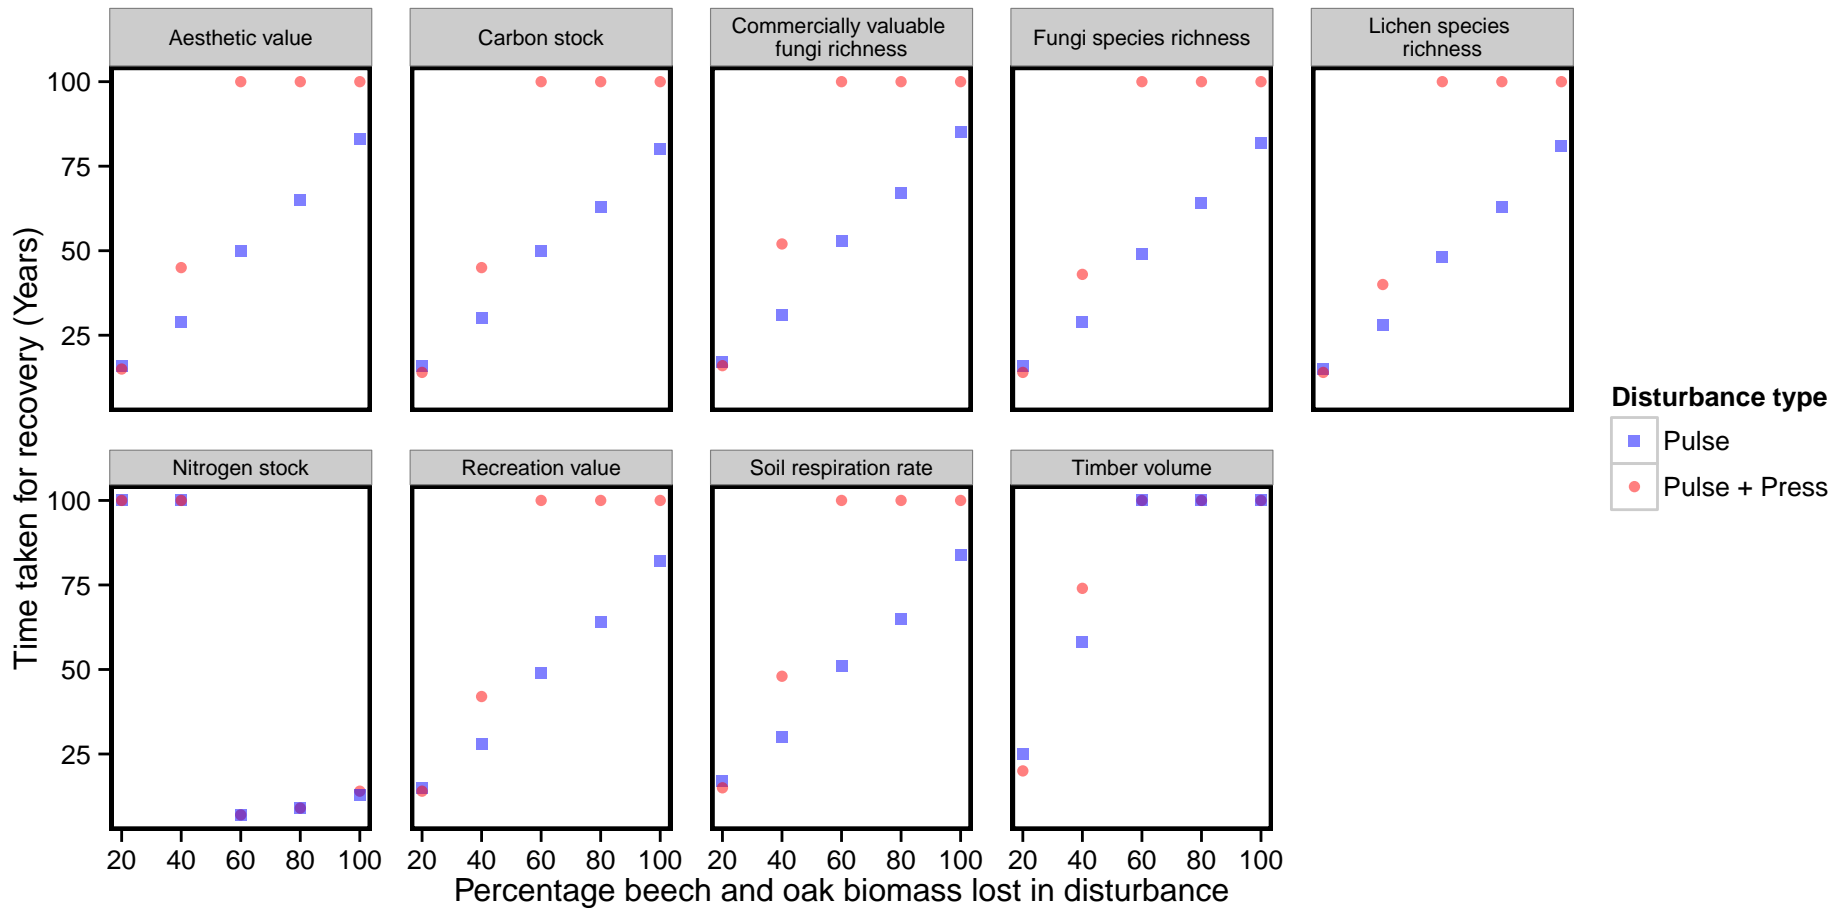 Aesthetic value
Carbon stock
Commercially valuable
fungi richness
Fungi species richness
Lichen species
richness
100
75
50
25
Time taken for recovery (Years)
Nitrogen stock
Recreation value
Soil respiration rate
Timber volume
100
75
50
25
20 40 60 80 100
20 40 60 80 100
20 40 60 80 100
20 40 60 80 100
Percentage beech and oak biomass lost in disturbance
Disturbance type
Pulse
Pulse + Press